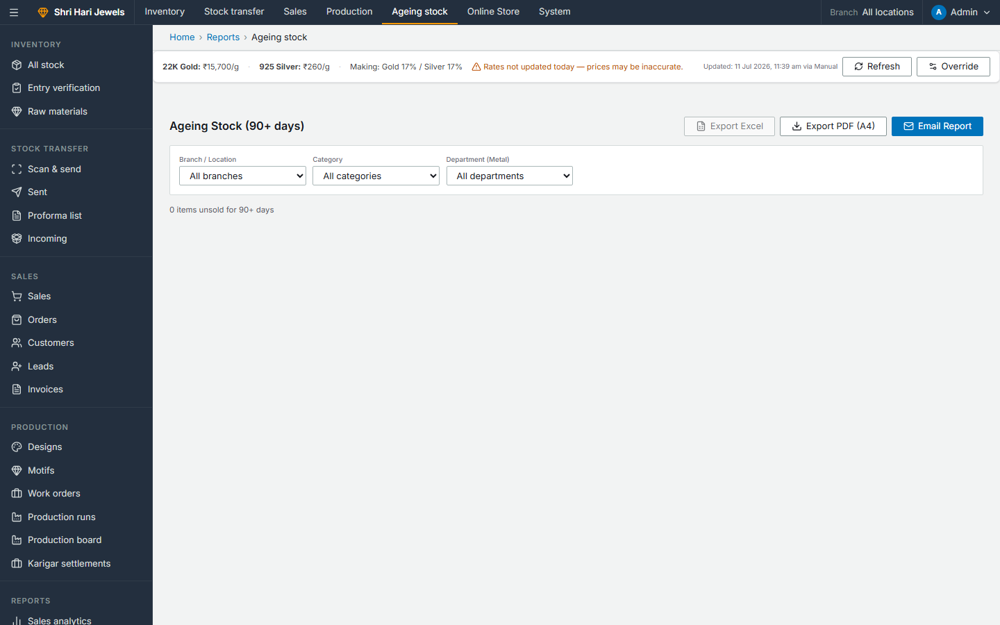 Shri Hari Jewels
Inventory
Stock transfer
Sales
Production
Ageing stock
Online Store
System
Branch All locations
A
Admin
INVENTORY
All stock
Entry verification
Raw materials
STOCK TRANSFER
Scan & send
Sent
Proforma list
Incoming
SALES
Sales
Orders
Customers
Leads
Invoices
PRODUCTION
Designs
Motifs
Work orders
Production runs
Production board
Karigar settlements
REPORTS
Sales analytics
Home › Reports › Ageing stock
22K Gold: ₹15,700/g · 925 Silver: ₹260/g · Making: Gold 17% / Silver 17%
Rates not updated today — prices may be inaccurate.
Updated: 11 Jul 2026, 11:39 am via Manual
Refresh
Override
Ageing Stock (90+ days)
Export Excel
Export PDF (A4)
Email Report
Branch / Location
All branches
Category
All categories
Department (Metal)
All departments
0 items unsold for 90+ days